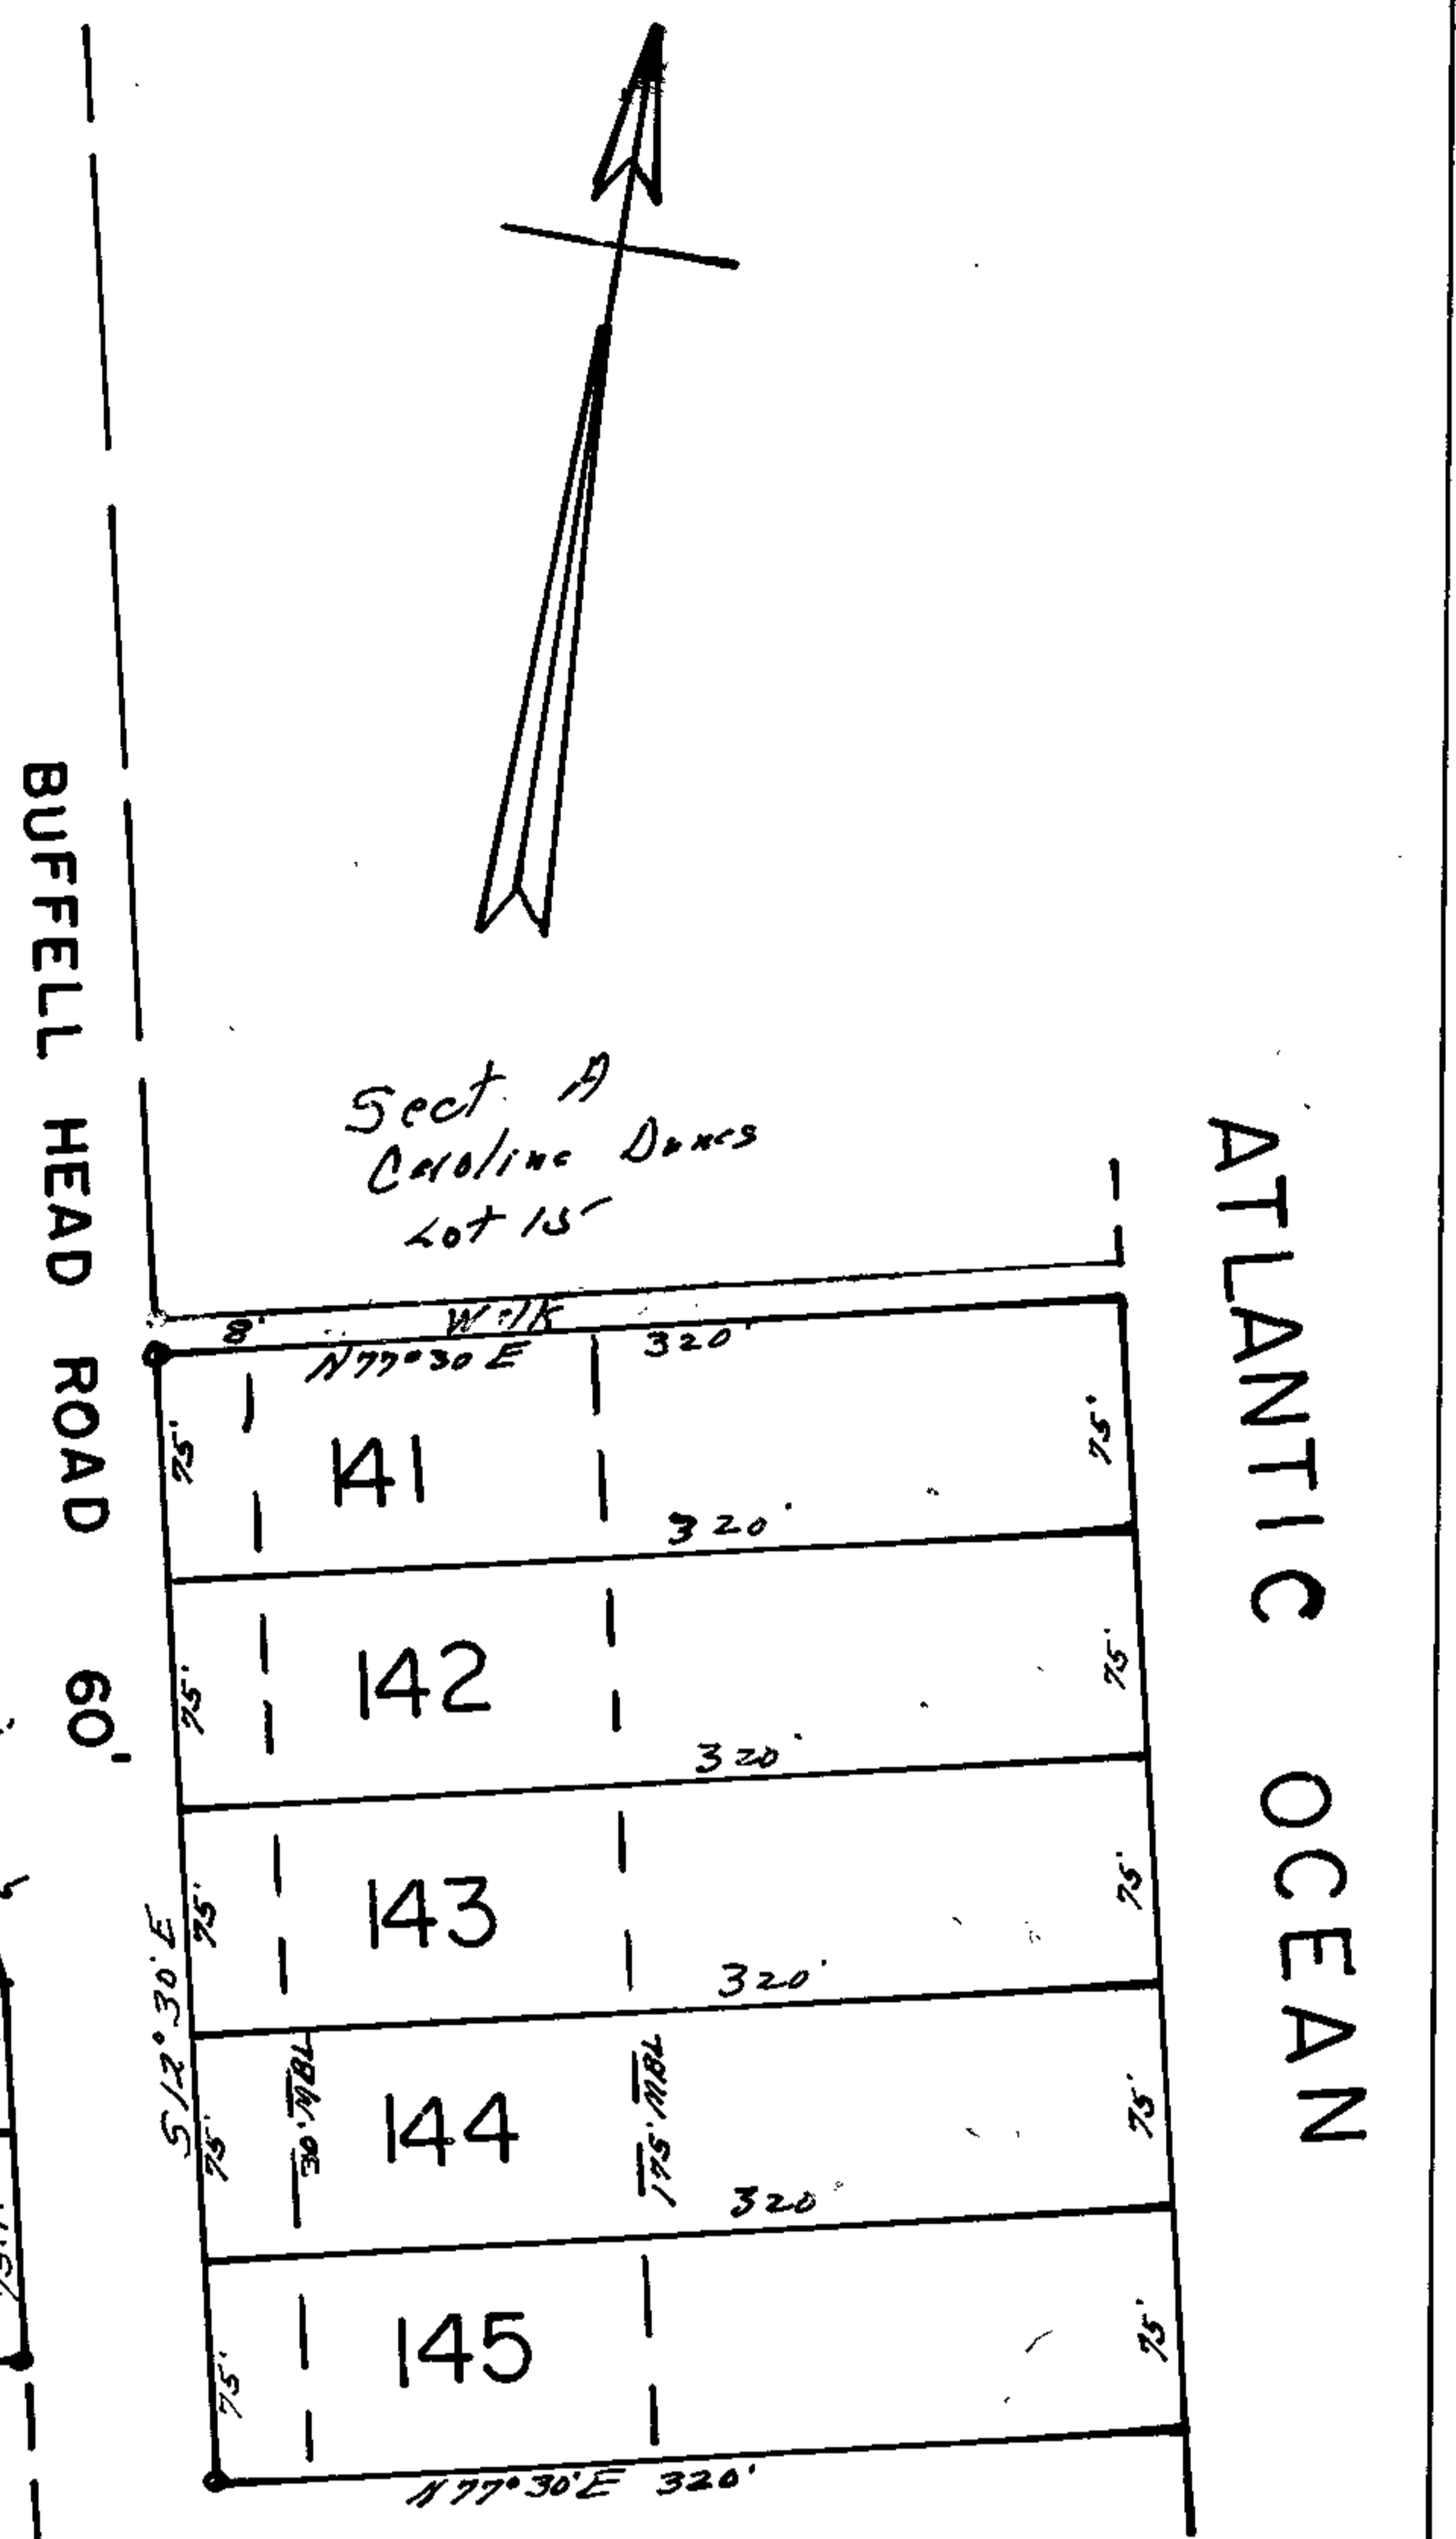 BUFFELL HEAD ROAD 60'
ATLANTIC OCEAN
Sect. A
Caroline Dunes
Lot 15
8'
Walk
N77°30 E
320'
75'
141
75'
320'
75'
142
75'
320'
75'
143
75'
320'
S12°30'E
75'
30' MBL
144
175' MBL
75'
320
75'
145
75'
N77°30'E 320'